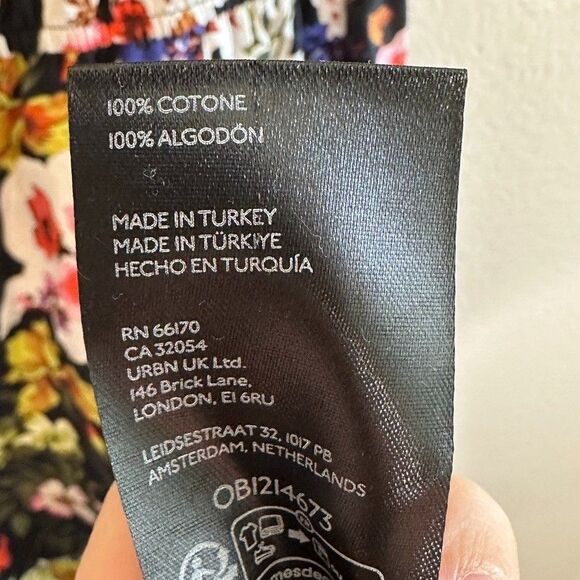 100% COTONE
100% ALGODÓN
MADE IN TURKEY
MADE IN TÜRKIYE
HECHO EN TURQUÍA
RN 66170
CA 32054
URBN UK Ltd.
146 Brick Lane,
LONDON, E1 6RU
LEIDSESTRAAT 32, 1017 PB
AMSTERDAM, NETHERLANDS
OB1214673